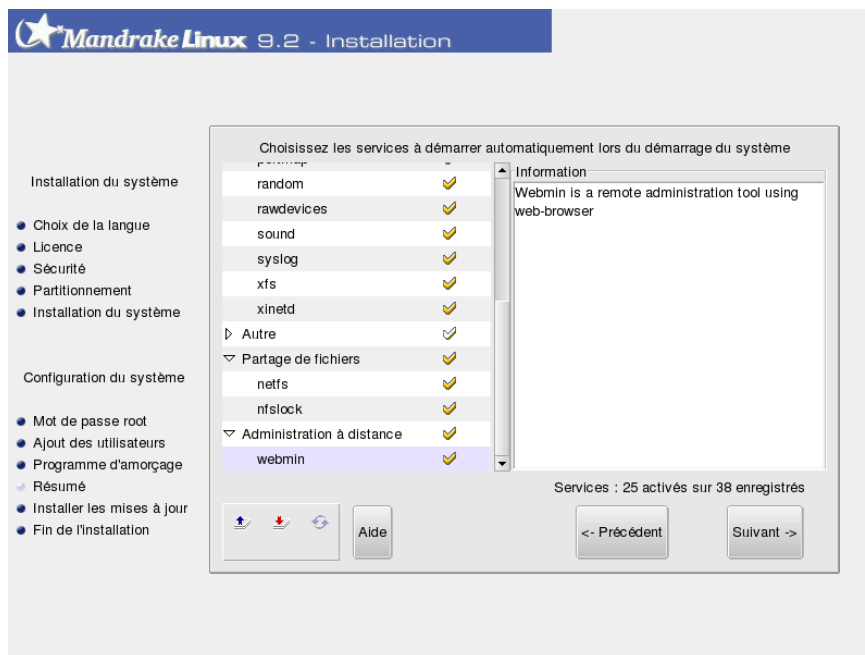 Mandrake Linux 9.2 - Installation
Installation du système
Choix de la langue
Licence
Sécurité
Partitionnement
Installation du système
Configuration du système
Mot de passe root
Ajout des utilisateurs
Programme d'amorçage
Résumé
Installer les mises à jour
Fin de l'installation
Choisissez les services à démarrer automatiquement lors du démarrage du système
random
rawdevices
sound
syslog
xfs
xinetd
Autre
Partage de fichiers
netfs
nfslock
Administration à distance
webmin
Information
Webmin is a remote administration tool using
web-browser
Services : 25 activés sur 38 enregistrés
Aide
<- Précédent
Suivant ->